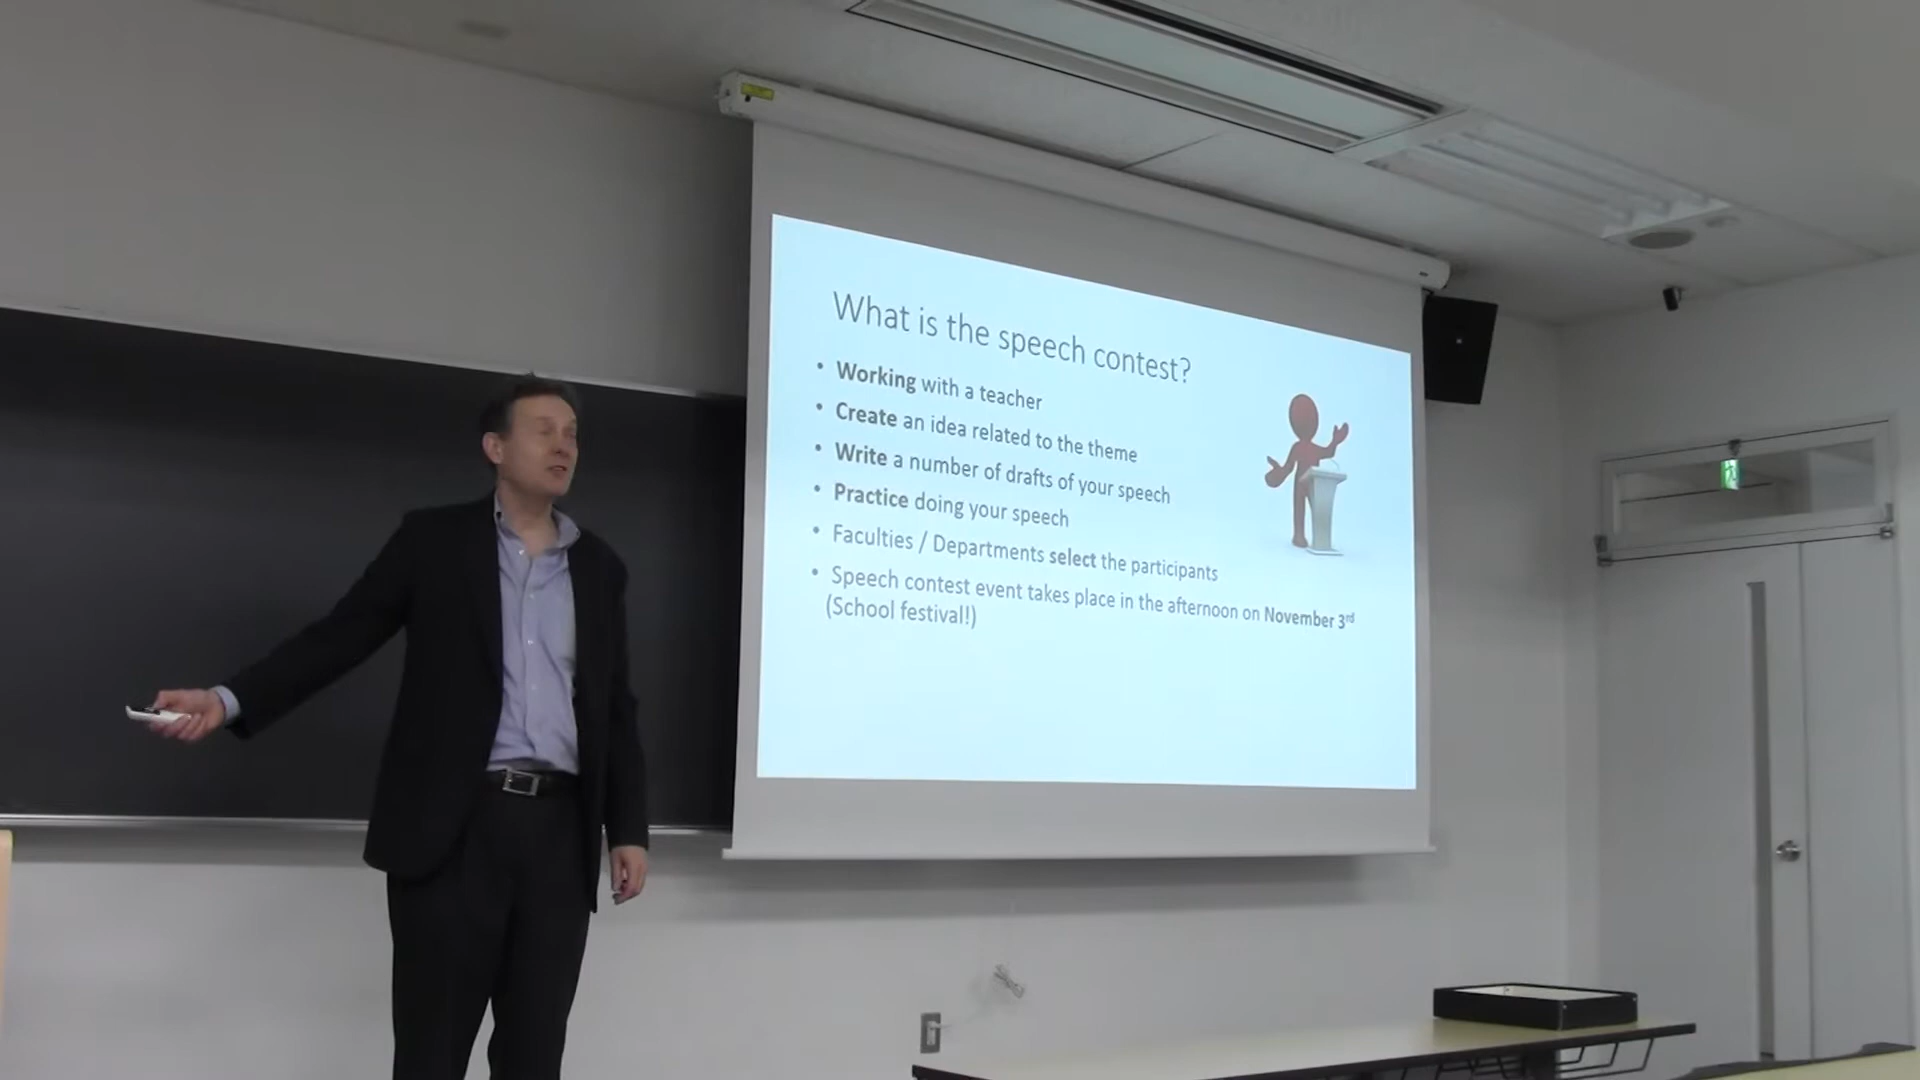 What is the speech contest?
• Working with a teacher
• Create an idea related to the theme
• Write a number of drafts of your speech
• Practice doing your speech
• Faculties / Departments select the participants
• Speech contest event takes place in the afternoon on November 3rd
(School festival!)